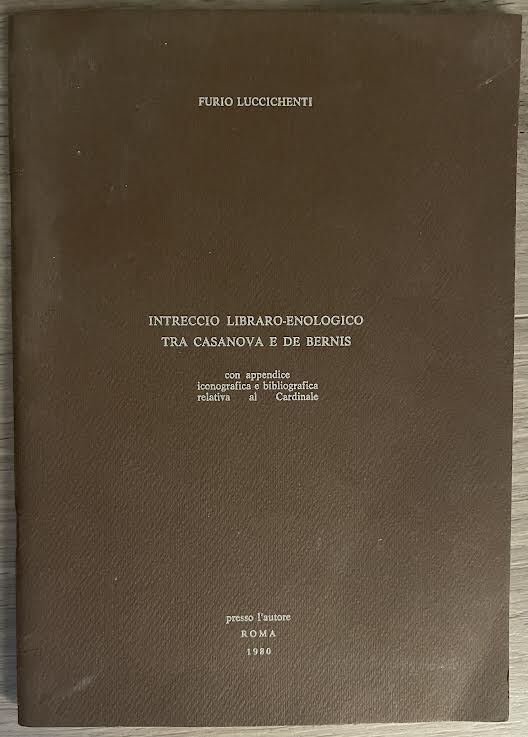 FURIO LUCCICHENTI
INTRECCIO LIBRARO-ENOLOGICO
TRA CASANOVA E DE BERNIS
con appendice
iconografica e bibliografica
relativa al Cardinale
presso l'autore
ROMA
1980